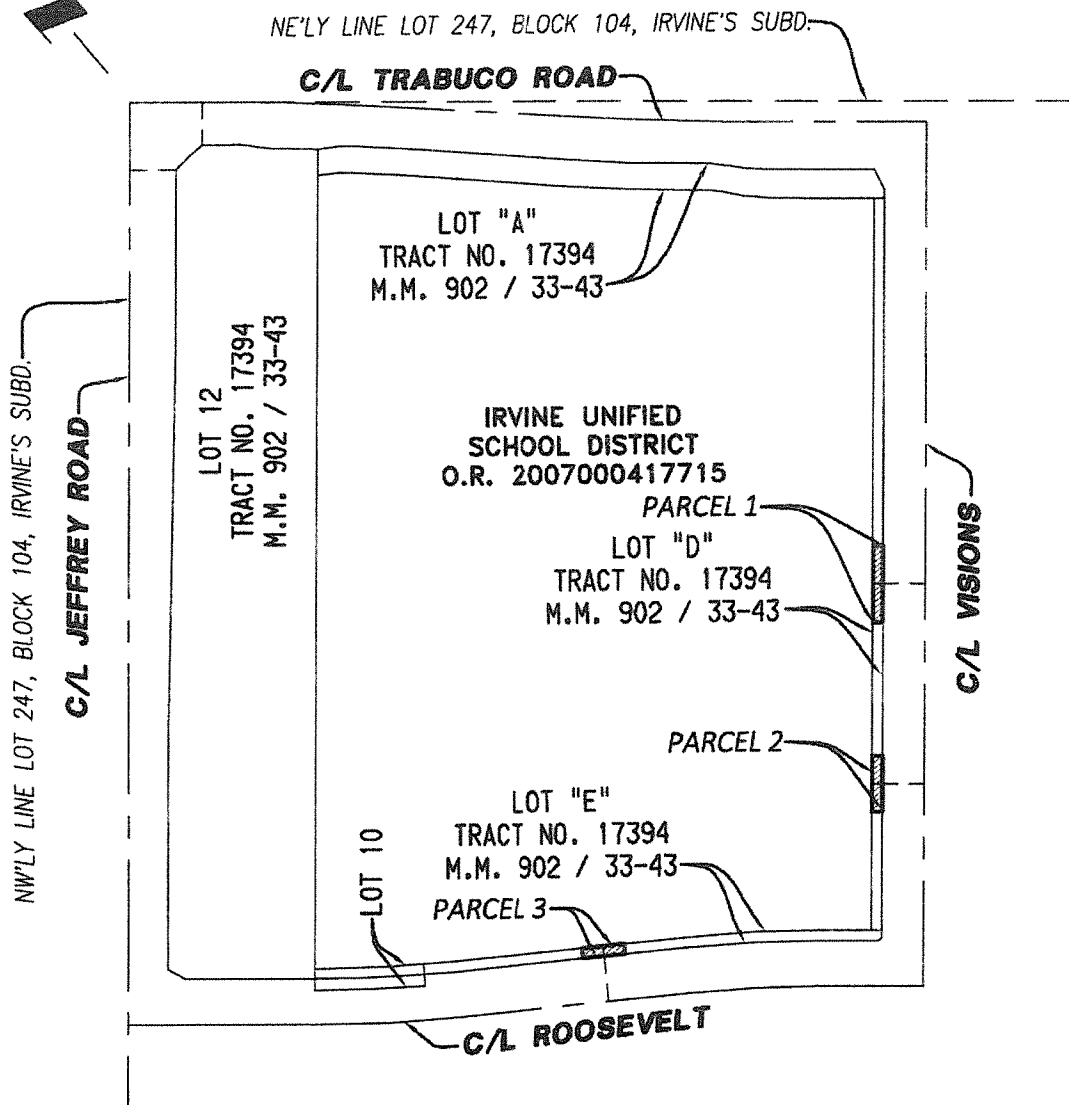 NE'LY LINE LOT 247, BLOCK 104, IRVINE'S SUBD.
C/L TRABUCO ROAD
LOT "A"
TRACT NO. 17394
M.M. 902 / 33-43
NW'LY LINE LOT 247, BLOCK 104, IRVINE'S SUBD.
C/L JEFFREY ROAD
LOT 12
TRACT NO. 17394
M.M. 902 / 33-43
IRVINE UNIFIED
SCHOOL DISTRICT
O.R. 2007000417715
PARCEL 1
LOT "D"
TRACT NO. 17394
M.M. 902 / 33-43
C/L VISIONS
PARCEL 2
LOT "E"
TRACT NO. 17394
M.M. 902 / 33-43
LOT 10
PARCEL 3
C/L ROOSEVELT